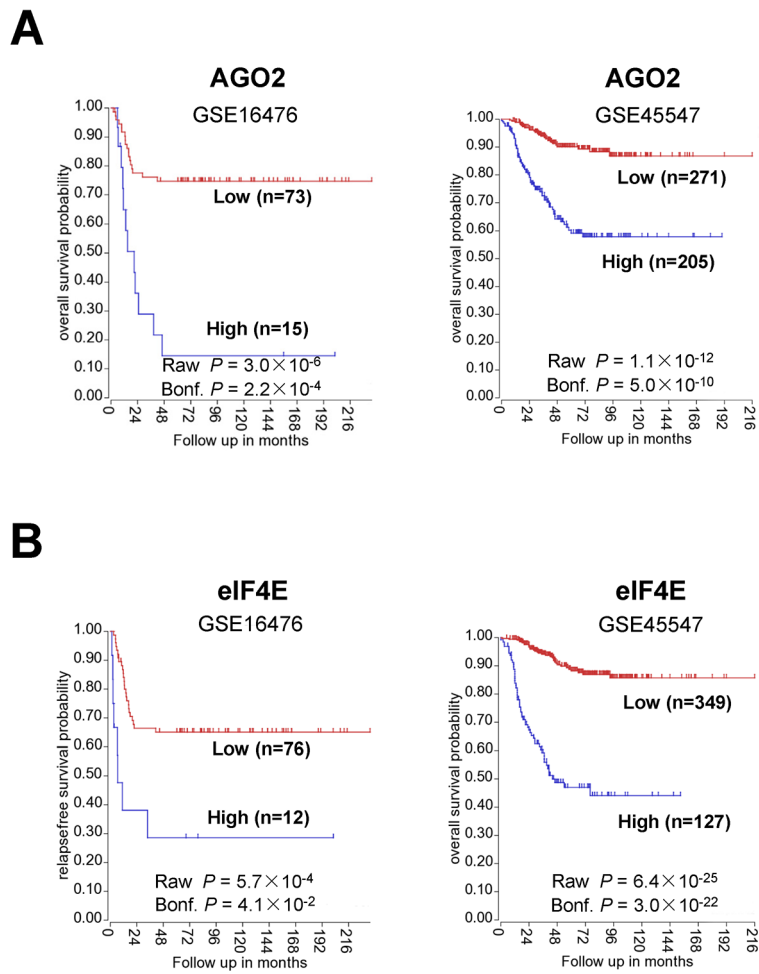 A
AGO2
GSE16476
overall survival probability
1.00
0.90
0.80
0.70
0.60
0.50
0.40
0.30
0.20
0.10
0.00
Low (n=73)
High (n=15)
Raw P = 3.0×10-6
Bonf. P = 2.2×10-4
0 24 48 72 96 120 144 168 192 216
Follow up in months
AGO2
GSE45547
overall survival probability
1.00
0.90
0.80
0.70
0.60
0.50
0.40
0.30
0.20
0.10
0.00
Low (n=271)
High (n=205)
Raw P = 1.1×10-12
Bonf. P = 5.0×10-10
0 24 48 72 96 120 144 168 192 216
Follow up in months
B
eIF4E
GSE16476
relapsefree survival probability
1.00
0.90
0.80
0.70
0.60
0.50
0.40
0.30
0.20
0.10
0.00
Low (n=76)
High (n=12)
Raw P = 5.7×10-4
Bonf. P = 4.1×10-2
0 24 48 72 96 120 144 168 192 216
Follow up in months
eIF4E
GSE45547
overall survival probability
1.00
0.90
0.80
0.70
0.60
0.50
0.40
0.30
0.20
0.10
0.00
Low (n=349)
High (n=127)
Raw P = 6.4×10-25
Bonf. P = 3.0×10-22
0 24 48 72 96 120 144 168 192 216
Follow up in months